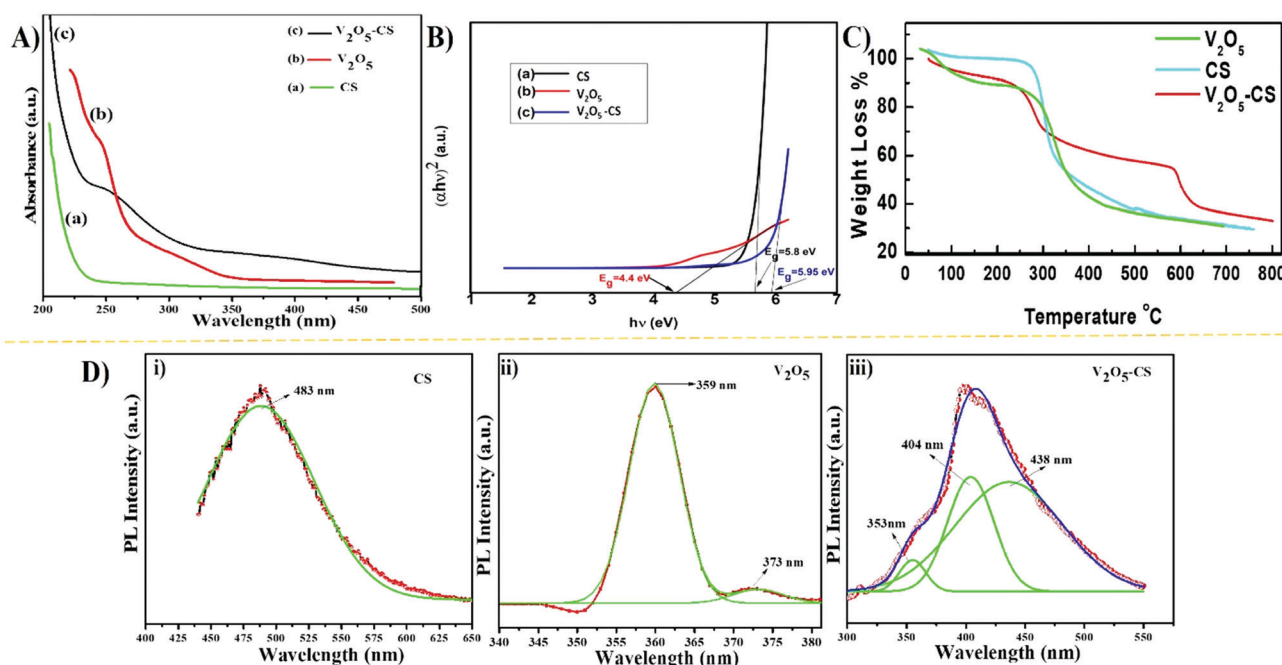 A)
(c)
(c) V₂O₅-CS
(b) V₂O₅
(a) CS
(b)
(a)
Absorbance (a.u.)
200 250 300 350 400 450 500
Wavelength (nm)
B)
(a) CS
(b) V₂O₅
(c) V₂O₅-CS
(αhν)² (a.u.)
E_g=5.8 eV
E_g=4.4 eV
E_g=5.95 eV
1 2 3 4 5 6 7
hν (eV)
C)
V₂O₅
CS
V₂O₅-CS
Weight Loss %
100
80
60
40
20
0 100 200 300 400 500 600 700 800
Temperature °C
D)
i)
CS
483 nm
PL Intensity (a.u.)
400 425 450 475 500 525 550 575 600 625 650
Wavelength (nm)
ii)
V₂O₅
359 nm
373 nm
PL Intensity (a.u.)
340 345 350 355 360 365 370 375 380
Wavelength (nm)
iii)
V₂O₅-CS
404 nm
438 nm
353nm
PL Intensity (a.u.)
300 350 400 450 500 550
Wavelength (nm)